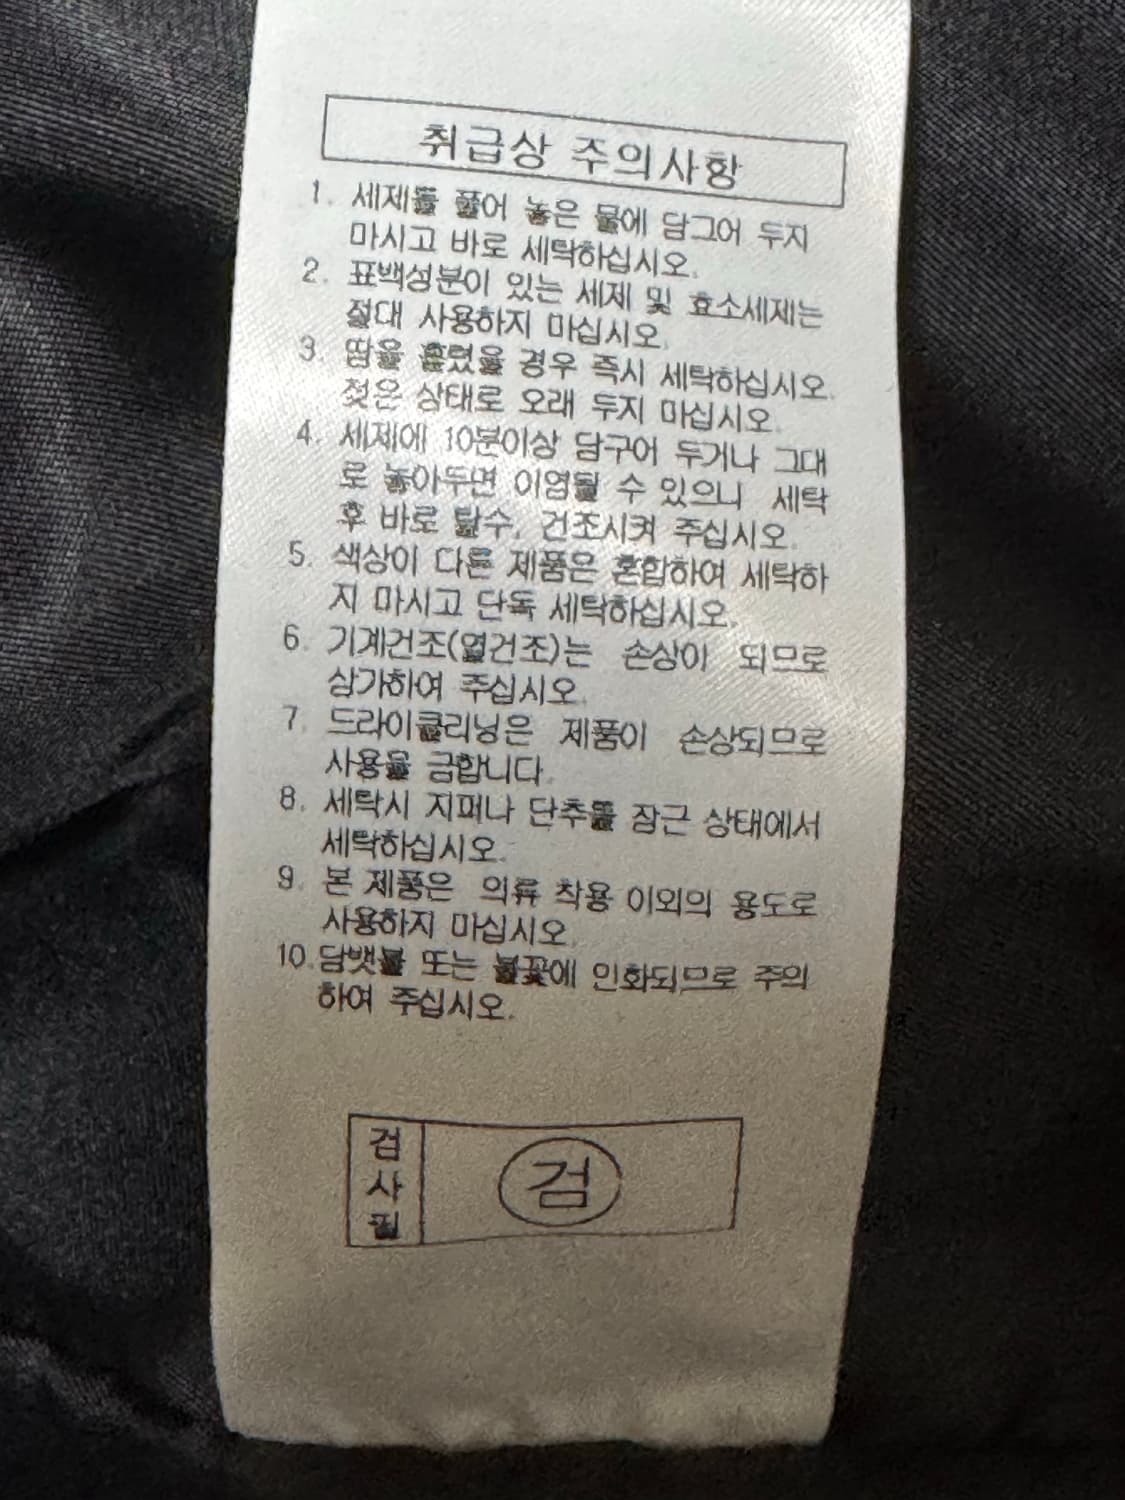 취급상 주의사항
1. 세제를 풀어 놓은 물에 담그어 두지
마시고 바로 세탁하십시오.
2. 표백성분이 있는 세제 및 효소세제는
절대 사용하지 마십시오.
3. 땀을 흘렸을 경우 즉시 세탁하십시오.
젖은 상태로 오래 두지 마십시오.
4. 세제에 10분이상 담구어 두거나 그대
로 놓아두면 이염될 수 있으니 세탁
후 바로 탈수, 건조시켜 주십시오.
5. 색상이 다른 제품은 혼합하여 세탁하
지 마시고 단독 세탁하십시오.
6. 기계건조(열건조)는 손상이 되므로
삼가하여 주십시오.
7. 드라이클리닝은 제품이 손상되므로
사용을 금합니다.
8. 세탁시 지퍼나 단추를 잠근 상태에서
세탁하십시오.
9. 본 제품은 의류 착용 이외의 용도로
사용하지 마십시오.
10.담뱃불 또는 불꽃에 인화되므로 주의
하여 주십시오.
검사필
검